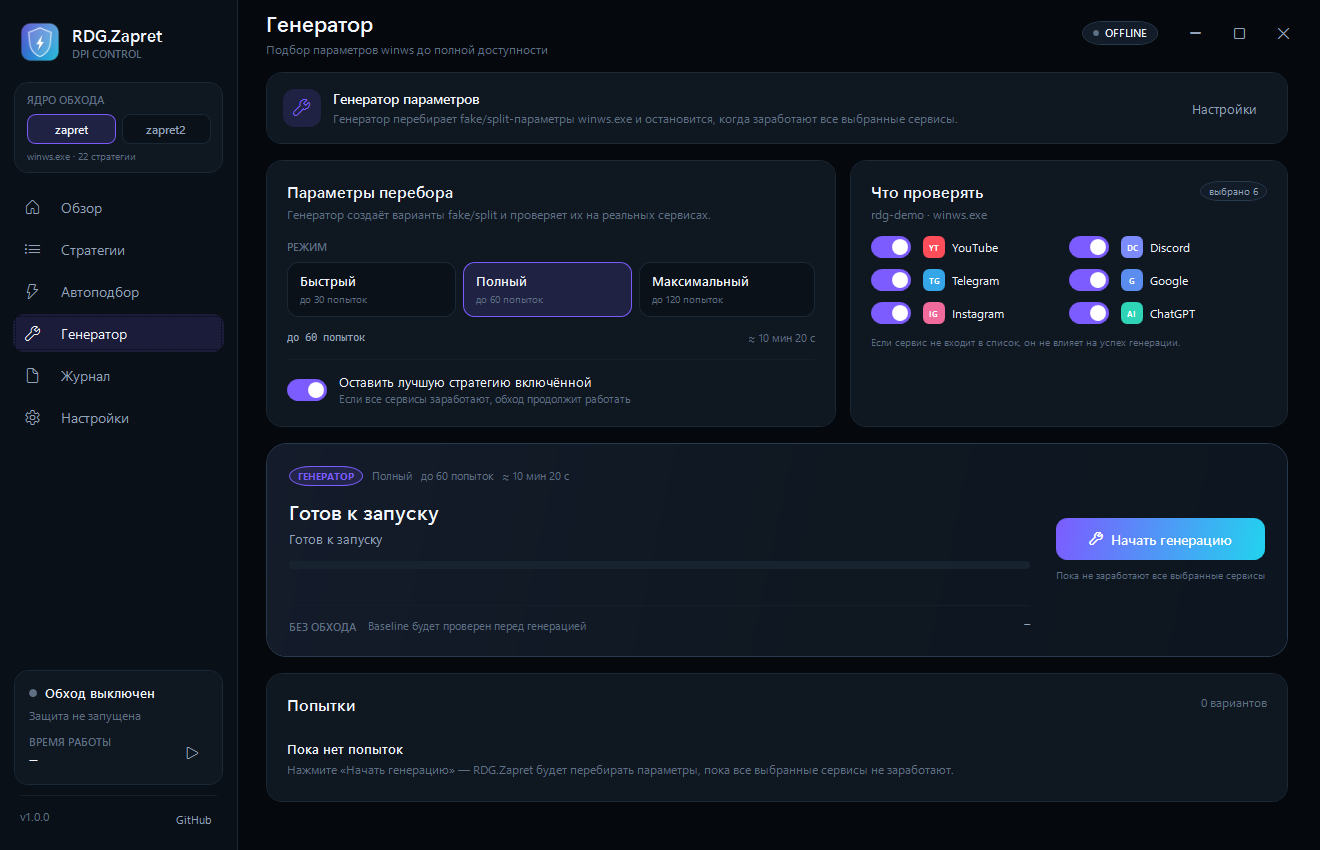 RDG.Zapret
DPI CONTROL
ЯДРО ОБХОДА
zapret
zapret2
winws.exe · 22 стратегии
Обзор
Стратегии
Автоподбор
Генератор
Журнал
Настройки
Обход выключен
Защита не запущена
ВРЕМЯ РАБОТЫ
—
v1.0.0
GitHub
Генератор
Подбор параметров winws до полной доступности
OFFLINE
Генератор параметров
Генератор перебирает fake/split-параметры winws.exe и остановится, когда заработают все выбранные сервисы.
Настройки
Параметры перебора
Генератор создаёт варианты fake/split и проверяет их на реальных сервисах.
РЕЖИМ
Быстрый
до 30 попыток
Полный
до 60 попыток
Максимальный
до 120 попыток
до 60 попыток
≈ 10 мин 20 с
Оставить лучшую стратегию включённой
Если все сервисы заработают, обход продолжит работать
Что проверять
выбрано 6
rdg-demo · winws.exe
YT YouTube
DC Discord
TG Telegram
G Google
IG Instagram
AI ChatGPT
Если сервис не входит в список, он не влияет на успех генерации.
ГЕНЕРАТОР Полный до 60 попыток ≈ 10 мин 20 с
Готов к запуску
Готов к запуску
Начать генерацию
Пока не заработают все выбранные сервисы
БЕЗ ОБХОДА Baseline будет проверен перед генерацией –
Попытки
0 вариантов
Пока нет попыток
Нажмите «Начать генерацию» — RDG.Zapret будет перебирать параметры, пока все выбранные сервисы не заработают.